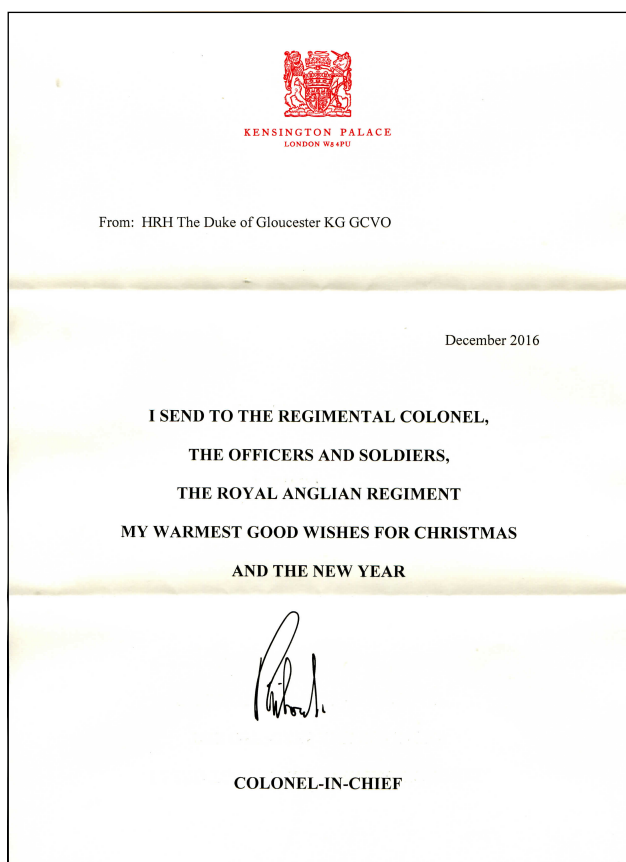 KENSINGTON PALACE
LONDON W8 4PU
From: HRH The Duke of Gloucester KG GCVO
December 2016
I SEND TO THE REGIMENTAL COLONEL,
THE OFFICERS AND SOLDIERS,
THE ROYAL ANGLIAN REGIMENT
MY WARMEST GOOD WISHES FOR CHRISTMAS
AND THE NEW YEAR
COLONEL-IN-CHIEF